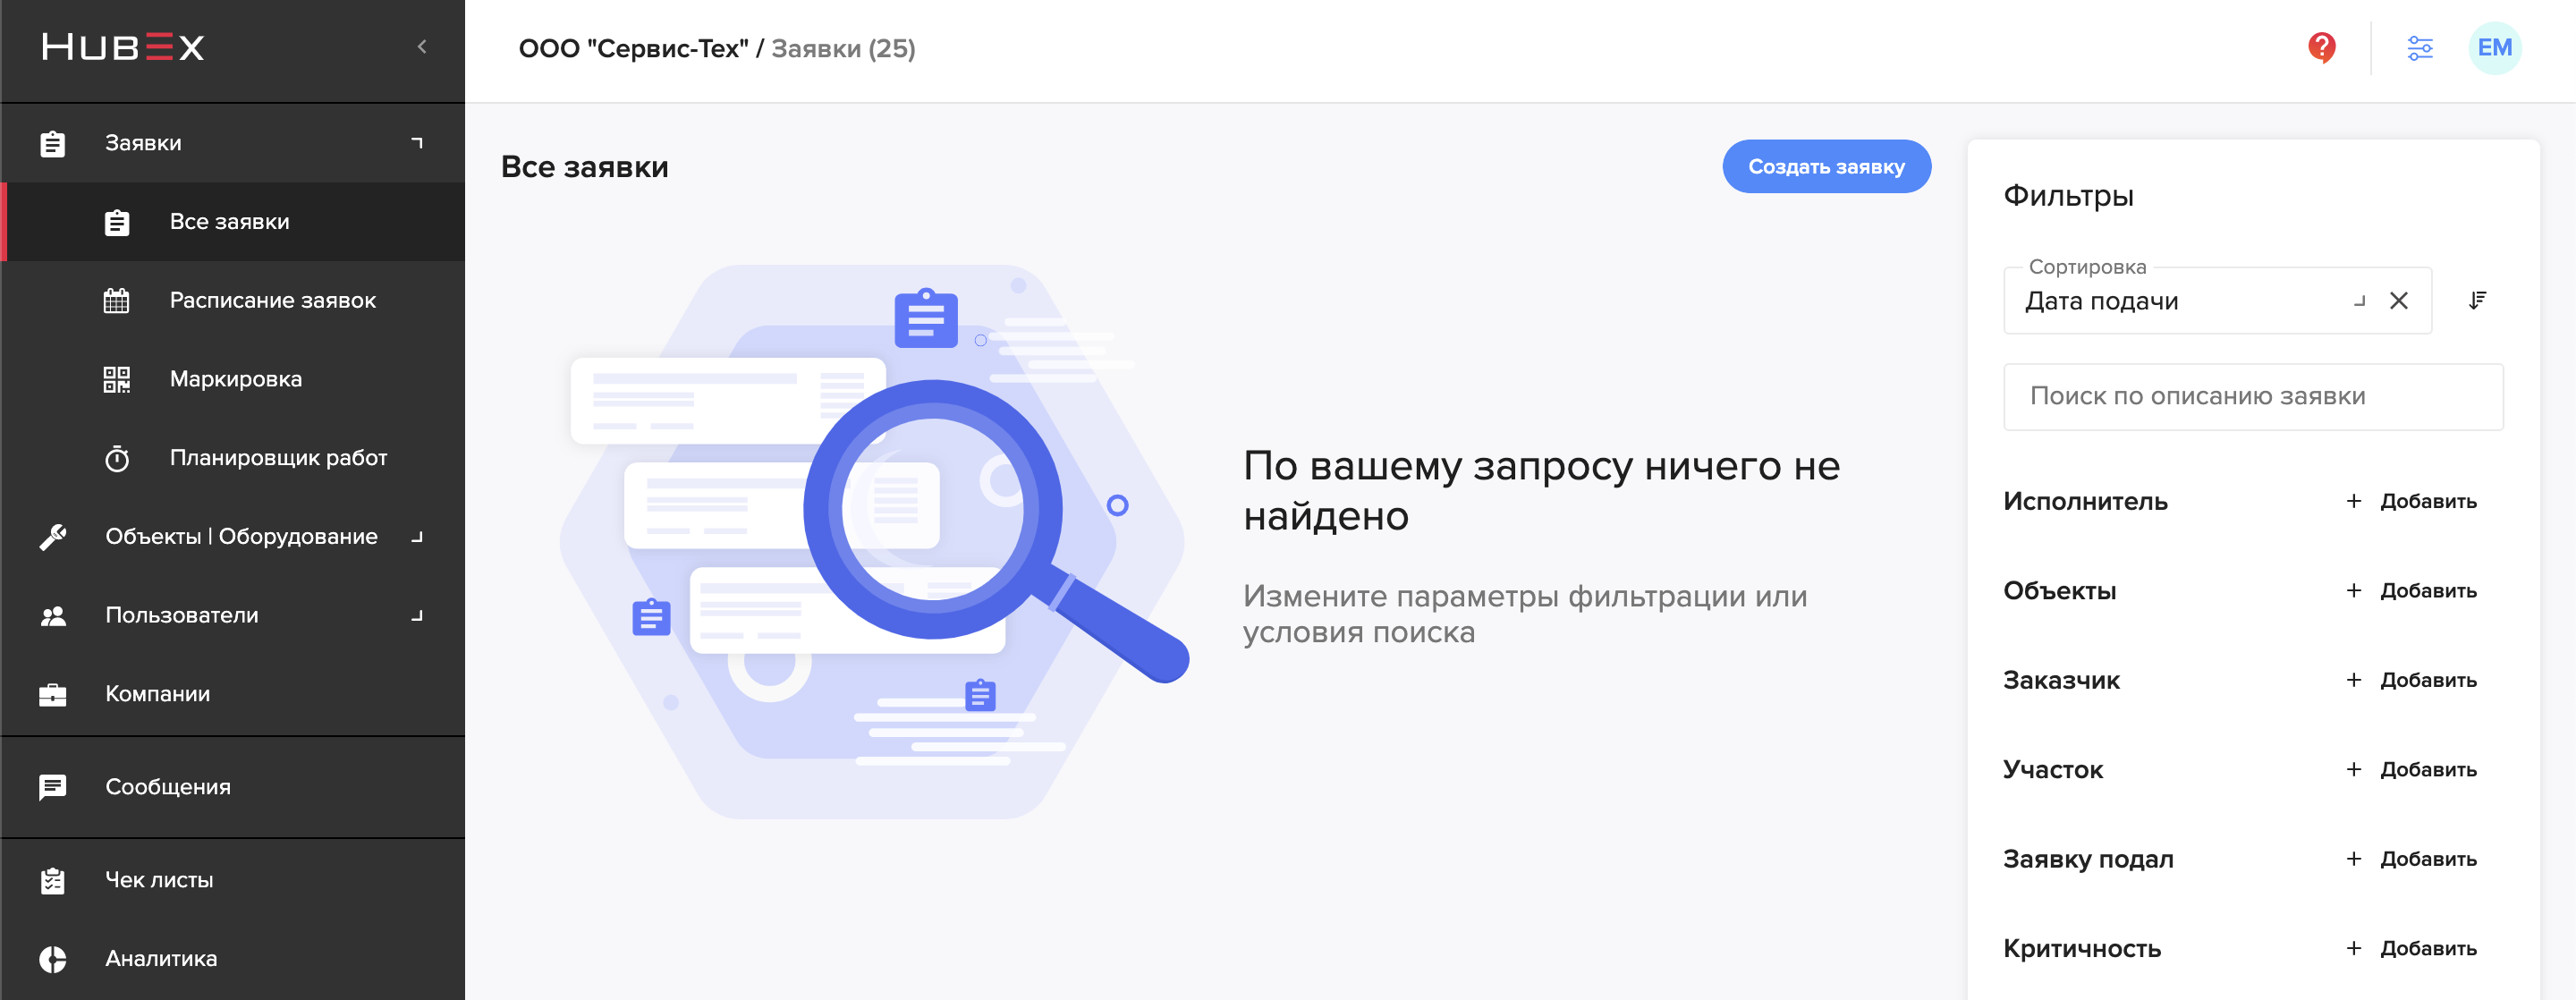 HUBEX
Заявки
Все заявки
Расписание заявок
Маркировка
Планировщик работ
Объекты | Оборудование
Пользователи
Компании
Сообщения
Чек листы
Аналитика
ООО "Сервис-Тех" / Заявки (25)
EM
Все заявки
Создать заявку
По вашему запросу ничего не
найдено
Измените параметры фильтрации или
условия поиска
Фильтры
Сортировка
Дата подачи
Поиск по описанию заявки
Исполнитель + Добавить
Объекты + Добавить
Заказчик + Добавить
Участок + Добавить
Заявку подал + Добавить
Критичность + Добавить